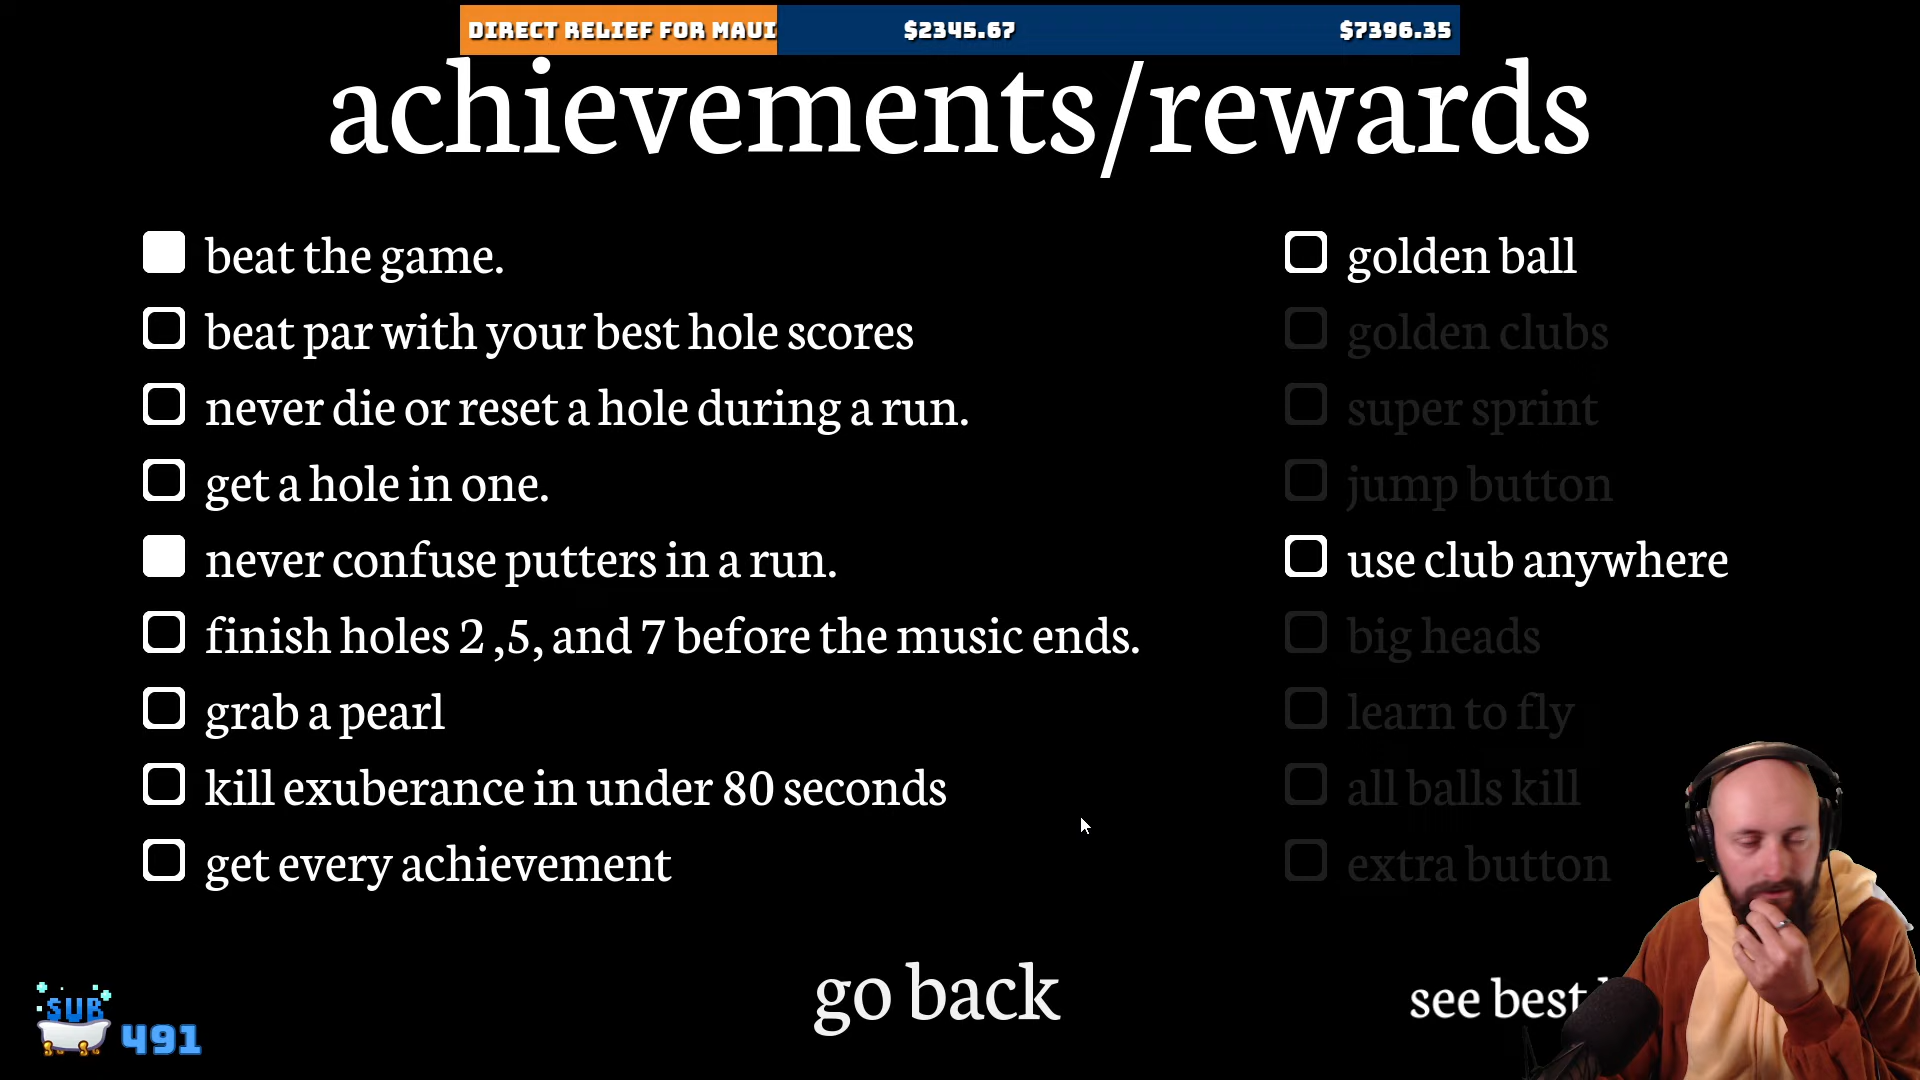 DIRECT RELIEF FOR MAUI $2345.67 $7396.35
achievements/rewards
beat the game.
beat par with your best hole scores
never die or reset a hole during a run.
get a hole in one.
never confuse putters in a run.
finish holes 2 ,5, and 7 before the music ends.
grab a pearl
kill exuberance in under 80 seconds
get every achievement
golden ball
golden clubs
super sprint
jump button
use club anywhere
big heads
learn to fly
all balls kill
extra button
go back
see best
SUB
491